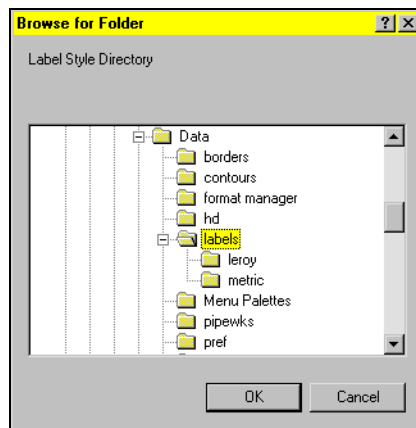 Browse for Folder
Label Style Directory
Data
borders
contours
format manager
hd
labels
leroy
metric
Menu Palettes
pipewks
pref
OK Cancel